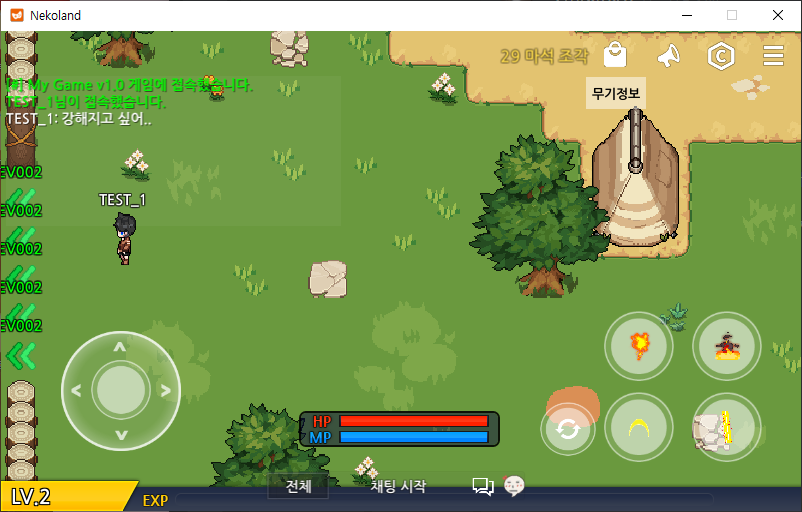 Nekoland
29 마석 조각
[#] My Game v1.0 게임에 접속했습니다.
TEST_1님이 접속했습니다.
TEST_1: 강해지고 싶어..
무기정보
EV002
TEST_1
EV002
EV002
EV002
EV002
HP
MP
전체
채팅 시작
LV.2
EXP